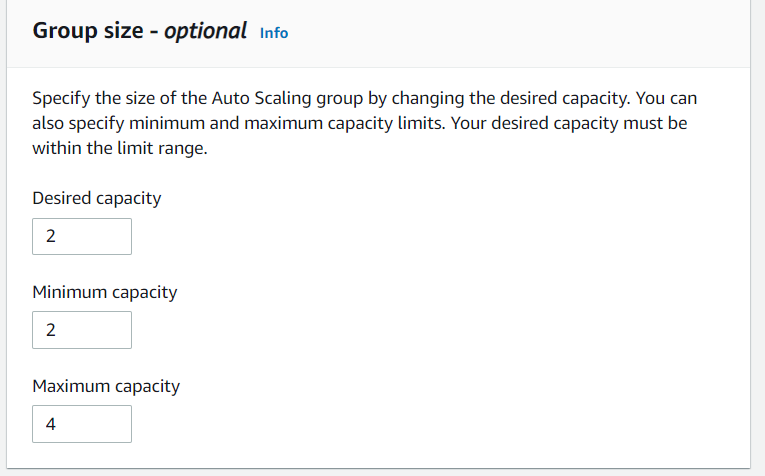 Group size - optional Info
Specify the size of the Auto Scaling group by changing the desired capacity. You can
also specify minimum and maximum capacity limits. Your desired capacity must be
within the limit range.
Desired capacity
2
Minimum capacity
2
Maximum capacity
4